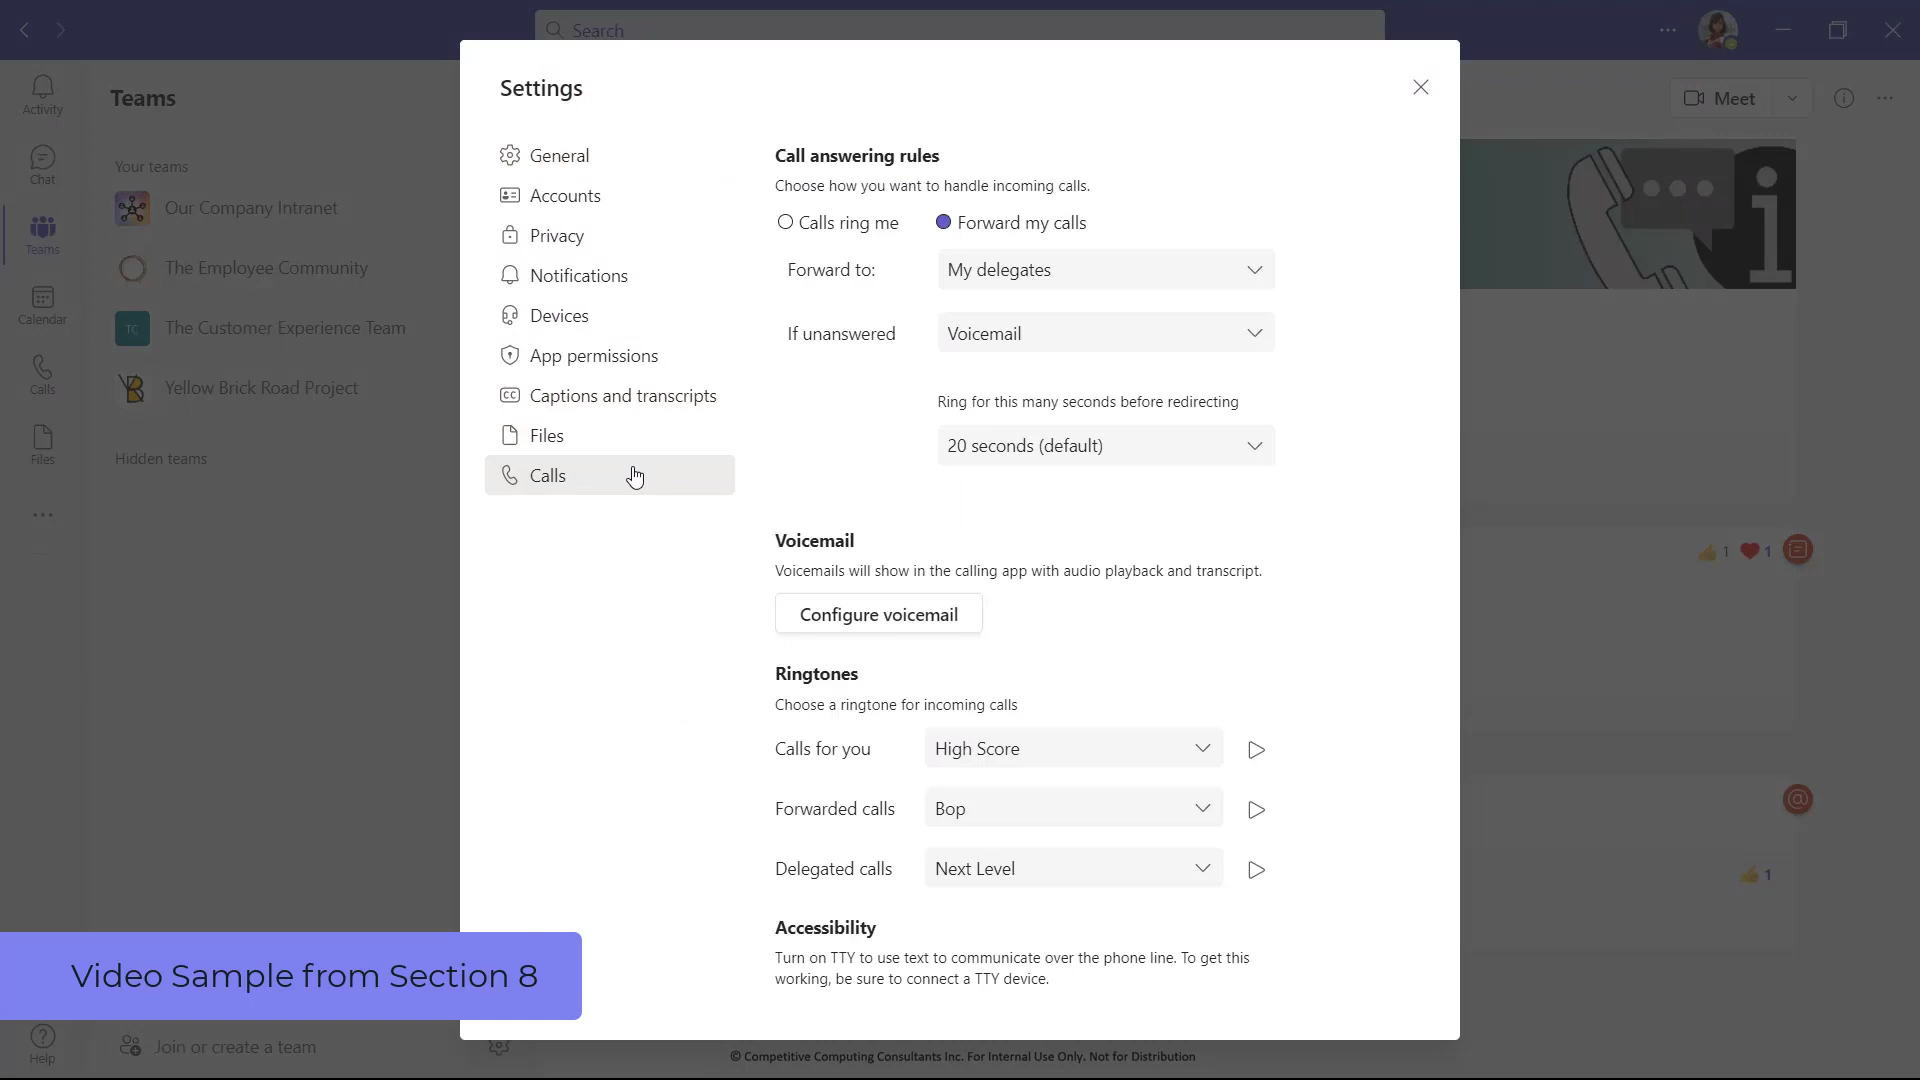 Search
Activity
Chat
Teams
Calendar
Calls
Files
Help
Teams
Your teams
Our Company Intranet
The Employee Community
TC
The Customer Experience Team
Yellow Brick Road Project
Hidden teams
Join or create a team
Meet
Settings
General
Accounts
Privacy
Notifications
Devices
App permissions
CC
Captions and transcripts
Files
Calls
Call answering rules
Choose how you want to handle incoming calls.
Calls ring me
Forward my calls
Forward to:
My delegates
If unanswered
Voicemail
Ring for this many seconds before redirecting
20 seconds (default)
Voicemail
Voicemails will show in the calling app with audio playback and transcript.
Configure voicemail
Ringtones
Choose a ringtone for incoming calls
Calls for you
High Score
Forwarded calls
Bop
Delegated calls
Next Level
Accessibility
Turn on TTY to use text to communicate over the phone line. To get this
working, be sure to connect a TTY device.
1
1
1
Video Sample from Section 8
© Competitive Computing Consultants Inc. For Internal Use Only. Not for Distribution